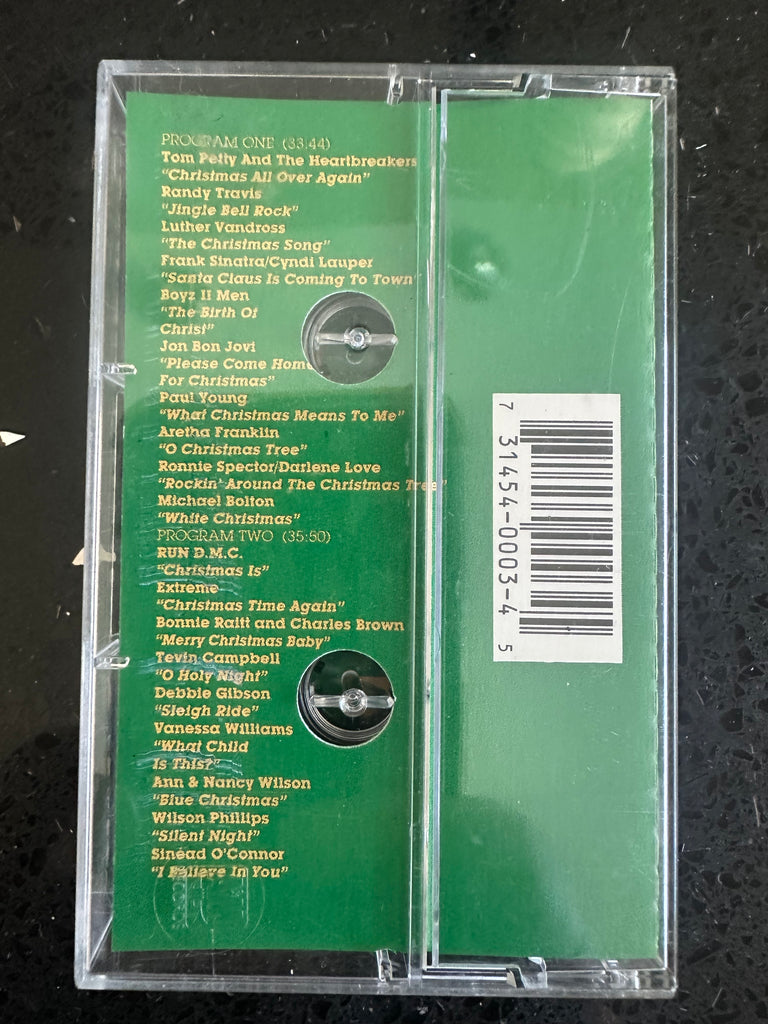 PROGRAM ONE (33.44)
Tom Petty And The Heartbreakers
"Christmas All Over Again"
Randy Travis
"Jingle Bell Rock"
Luther Vandross
"The Christmas Song"
Frank Sinatra/Cyndi Lauper
"Santa Claus Is Coming To Town"
Boyz II Men
"The Birth Of
Christ"
Jon Bon Jovi
"Please Come Home
For Christmas"
Paul Young
"What Christmas Means To Me"
Aretha Franklin
"O Christmas Tree"
Ronnie Spector/Darlene Love
"Rockin' Around The Christmas Tree"
Michael Bolton
"White Christmas"
PROGRAM TWO (35:50)
RUN D.M.C.
"Christmas Is"
Extreme
"Christmas Time Again"
Bonnie Raitt and Charles Brown
"Merry Christmas Baby"
Tevin Campbell
"O Holy Night"
Debbie Gibson
"Sleigh Ride"
Vanessa Williams
"What Child
Is This?"
Ann & Nancy Wilson
"Blue Christmas"
Wilson Phillips
"Silent Night"
Sinéad O'Connor
"I Believe In You"
7 31454-0003-4 5